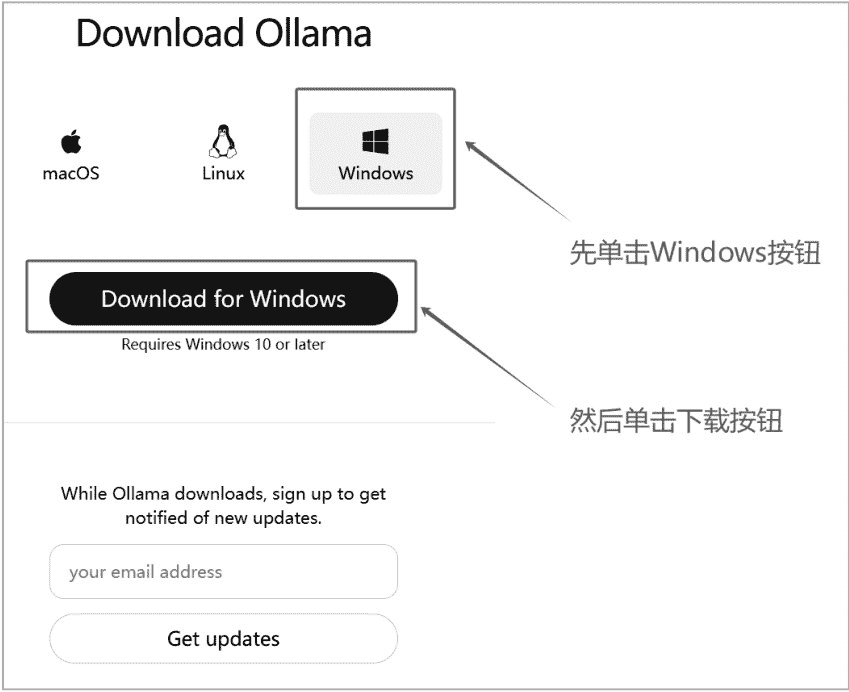 Download Ollama
macOS
Linux
Windows
先单击Windows按钮
Download for Windows
Requires Windows 10 or later
然后单击下载按钮
While Ollama downloads, sign up to get
notified of new updates.
your email address
Get updates